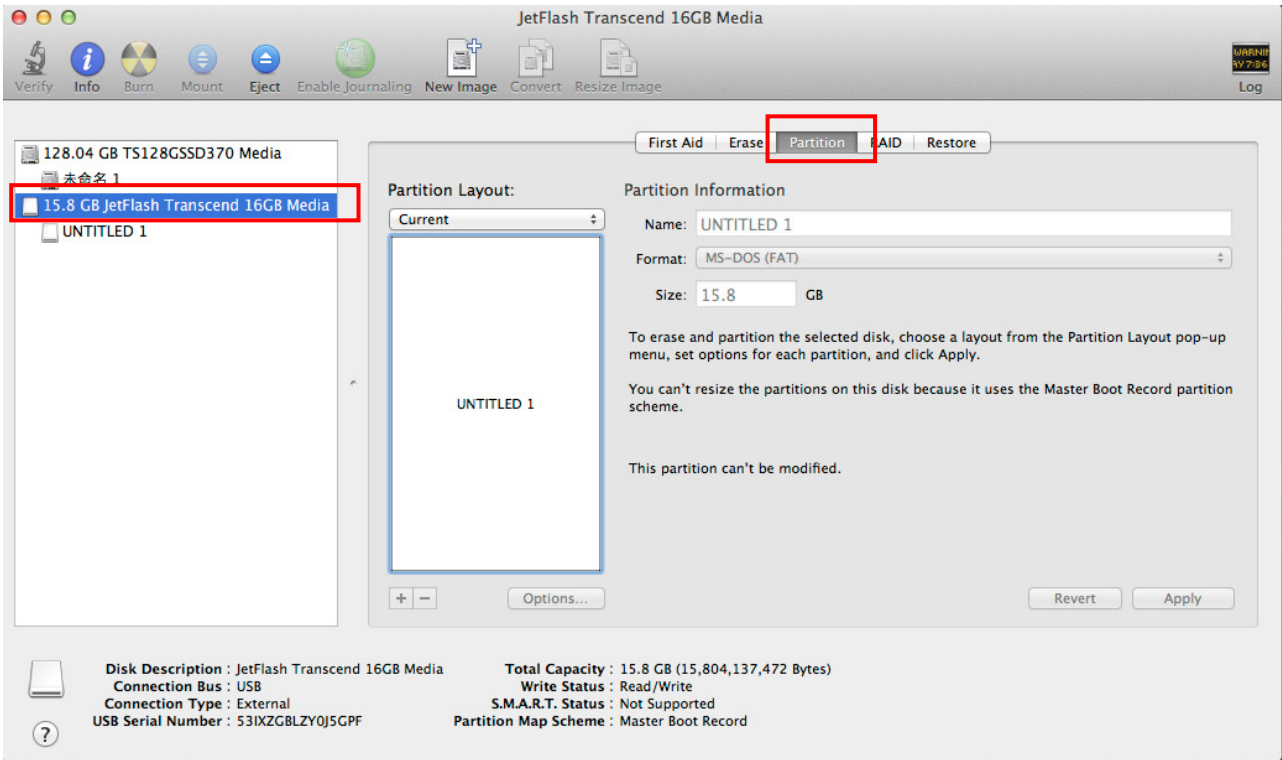 JetFlash Transcend 16GB Media
WARNIN
AY 7:36
Verify Info Burn Mount Eject Enable Journaling New Image Convert Resize Image Log
First Aid Erase Partition RAID Restore
128.04 GB TS128GSSD370 Media
未命名 1
15.8 GB JetFlash Transcend 16GB Media
UNTITLED 1
Partition Layout:
Current
UNTITLED 1
+ −
Options...
Partition Information
Name: UNTITLED 1
Format: MS-DOS (FAT)
Size: 15.8 GB
To erase and partition the selected disk, choose a layout from the Partition Layout pop-up
menu, set options for each partition, and click Apply.
You can't resize the partitions on this disk because it uses the Master Boot Record partition
scheme.
This partition can't be modified.
Revert Apply
Disk Description : JetFlash Transcend 16GB Media
Connection Bus : USB
Connection Type : External
USB Serial Number : 53IXZGBLZY0J5GPF
Total Capacity : 15.8 GB (15,804,137,472 Bytes)
Write Status : Read/Write
S.M.A.R.T. Status : Not Supported
Partition Map Scheme : Master Boot Record
?